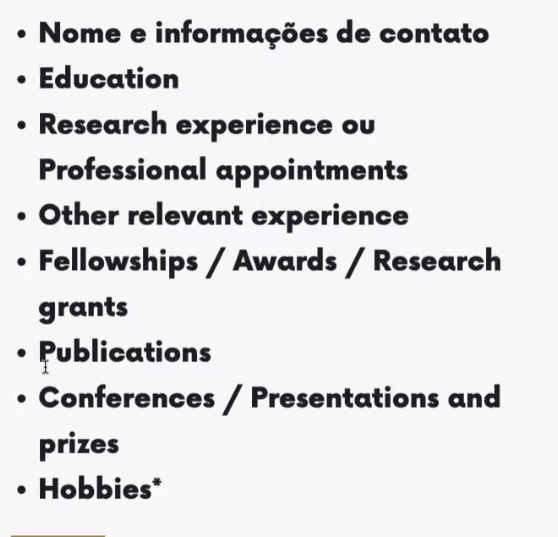 • Nome e informações de contato
• Education
• Research experience ou
Professional appointments
• Other relevant experience
• Fellowships / Awards / Research
grants
• Publications
• Conferences / Presentations and
prizes
• Hobbies*